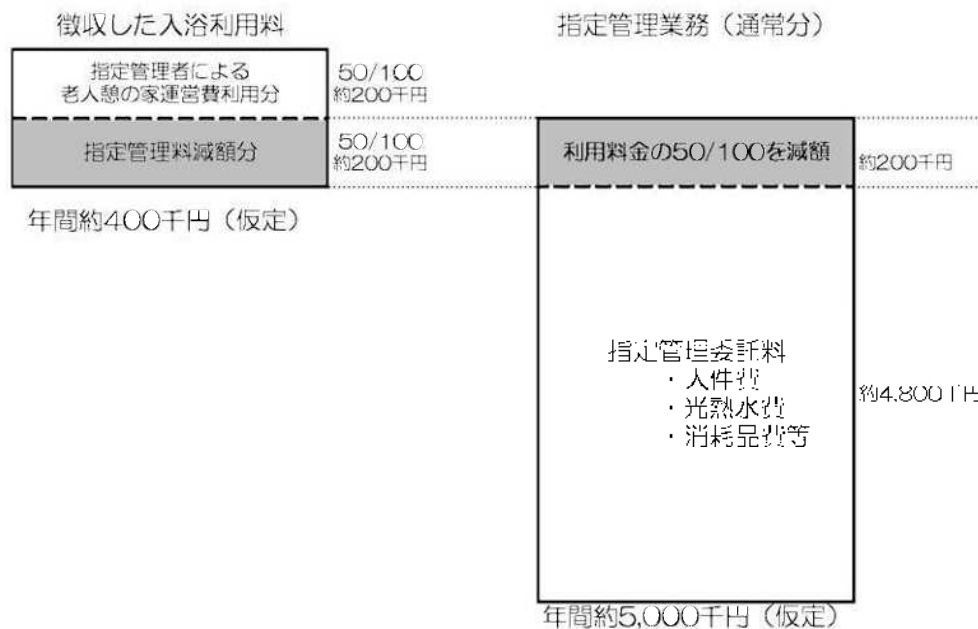 徴収した入浴利用料
指定管理者による
老人憩の家運営費利用分
50/100
約200千円
指定管理料減額分
50/100
約200千円
年間約400千円（仮定）
指定管理業務（通常分）
利用料金の50/100を減額
約200千円
指定管理委託料
・人件費
・光熱水費
・消耗品費等
約4,800千円
年間約5,000千円（仮定）